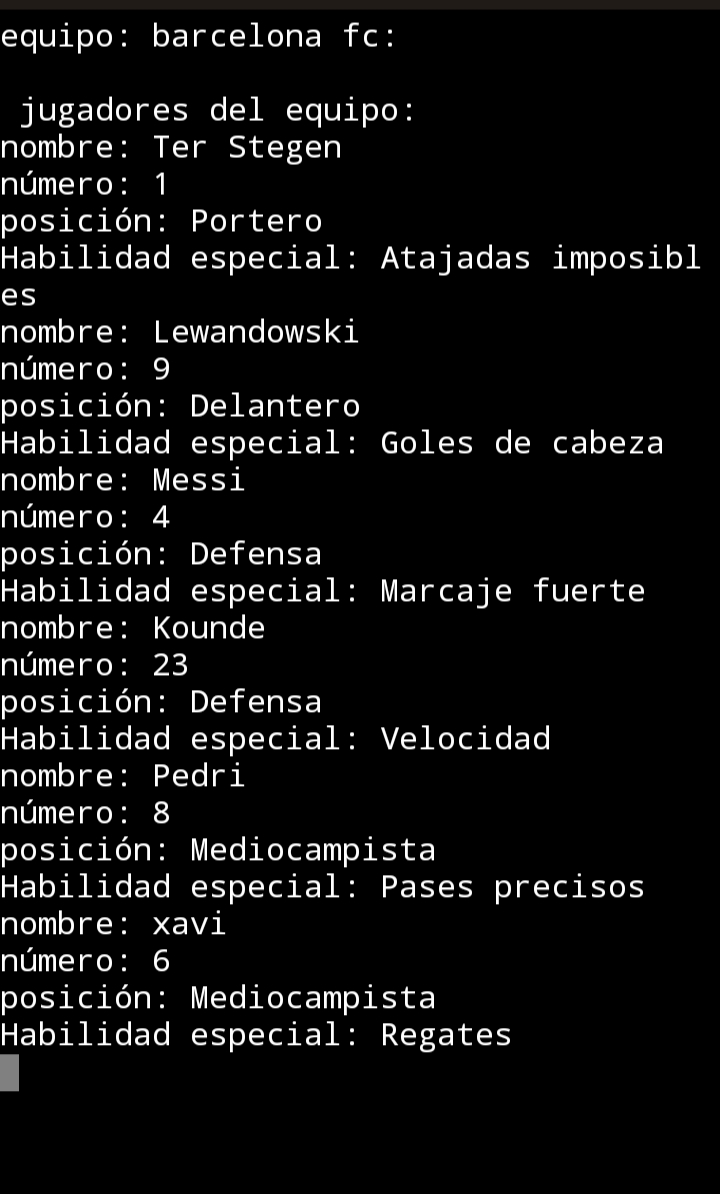 equipo: barcelona fc:
jugadores del equipo:
nombre: Ter Stegen
número: 1
posición: Portero
Habilidad especial: Atajadas imposibl
es
nombre: Lewandowski
número: 9
posición: Delantero
Habilidad especial: Goles de cabeza
nombre: Messi
número: 4
posición: Defensa
Habilidad especial: Marcaje fuerte
nombre: Kounde
número: 23
posición: Defensa
Habilidad especial: Velocidad
nombre: Pedri
número: 8
posición: Mediocampista
Habilidad especial: Pases precisos
nombre: xavi
número: 6
posición: Mediocampista
Habilidad especial: Regates